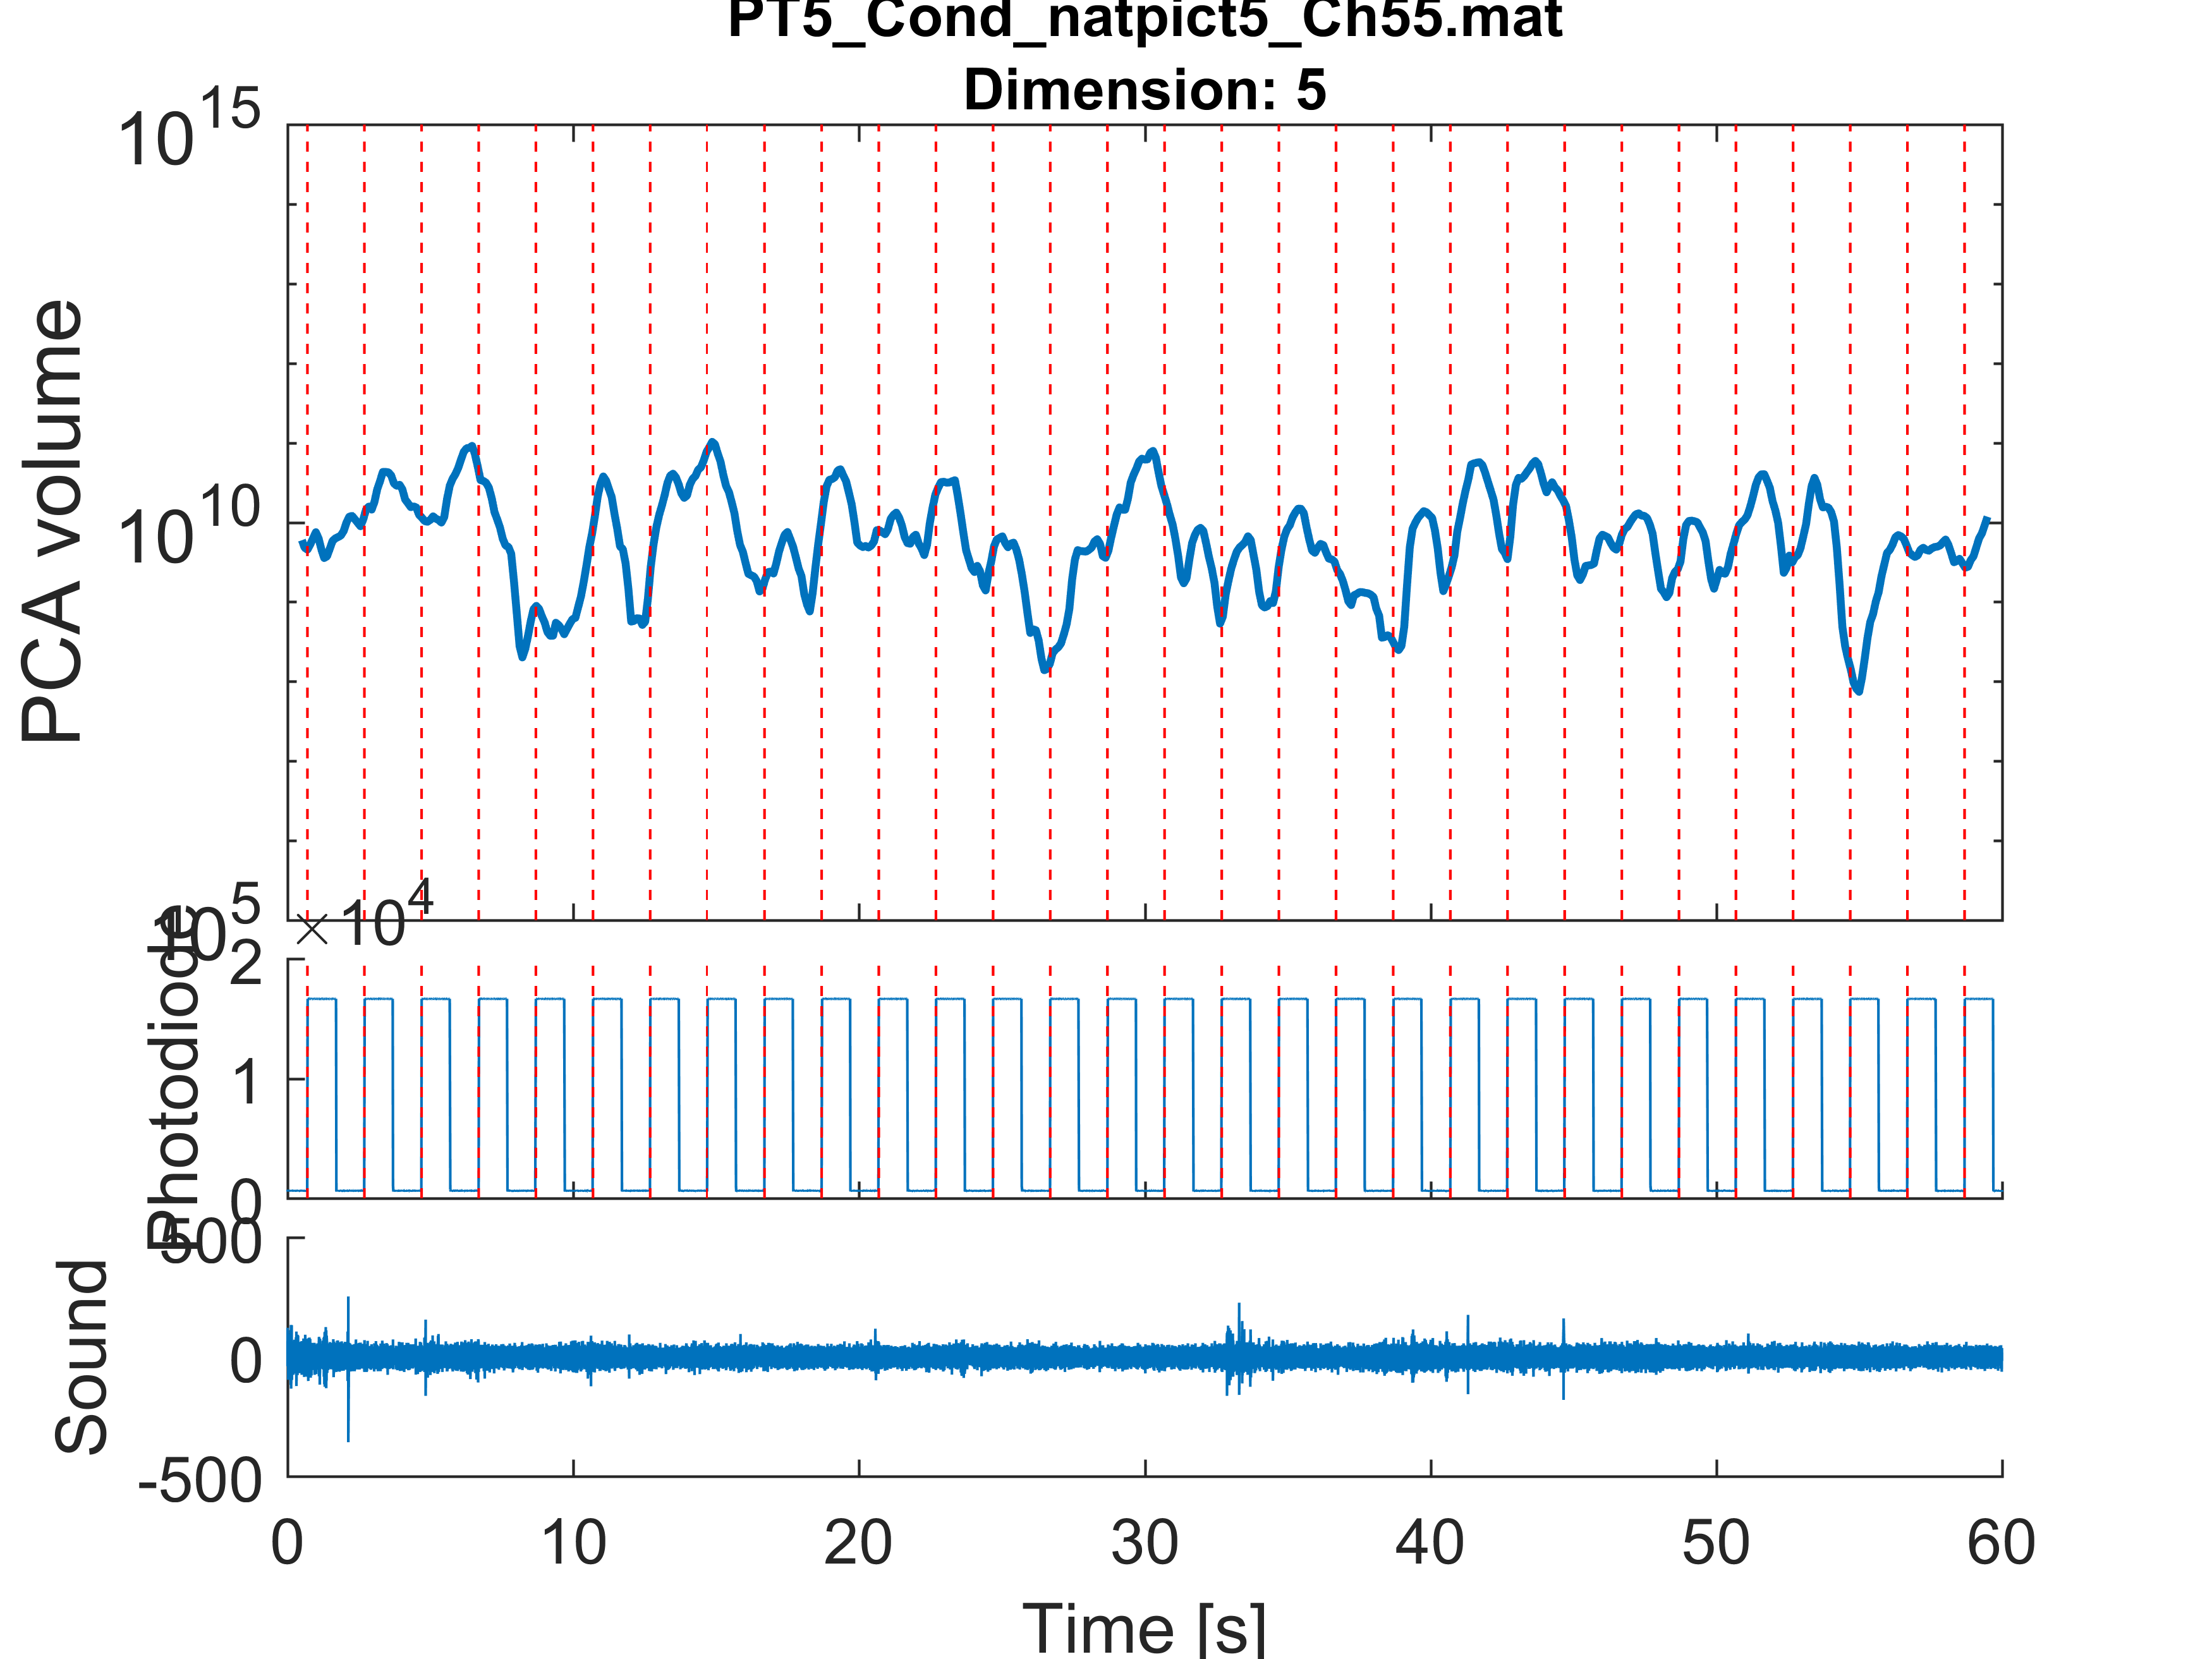 PT5_Cond_natpict5_Ch55.mat
Dimension: 5
PCA volume
10^15
10^10
10^5
×10^4
Photodiode
2
1
0
Sound
500
0
-500
0 10 20 30 40 50 60
Time [s]